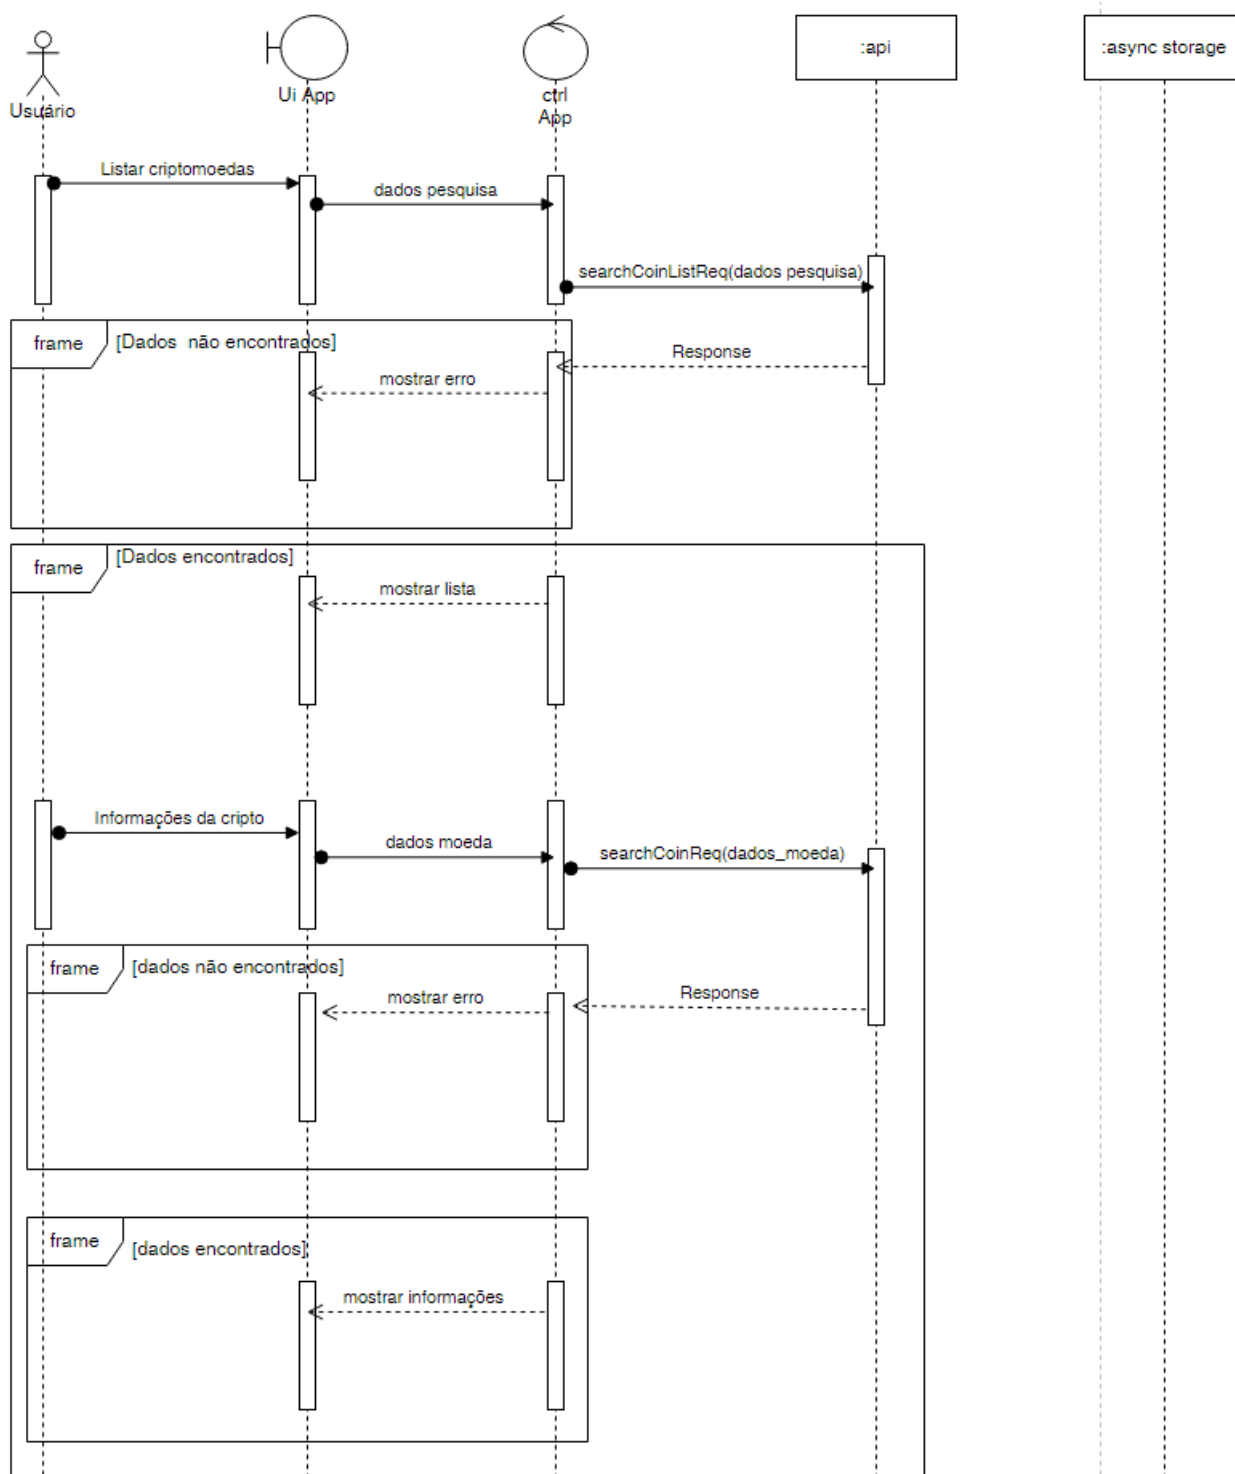 :api
:async storage
Usuário
Ui App
ctrl
App
Listar criptomoedas
dados pesquisa
searchCoinListReq(dados pesquisa)
frame
[Dados não encontrados]
Response
mostrar erro
frame
[Dados encontrados]
mostrar lista
Informações da cripto
dados moeda
searchCoinReq(dados_moeda)
frame
[dados não encontrados]
Response
mostrar erro
frame
[dados encontrados]
mostrar informações